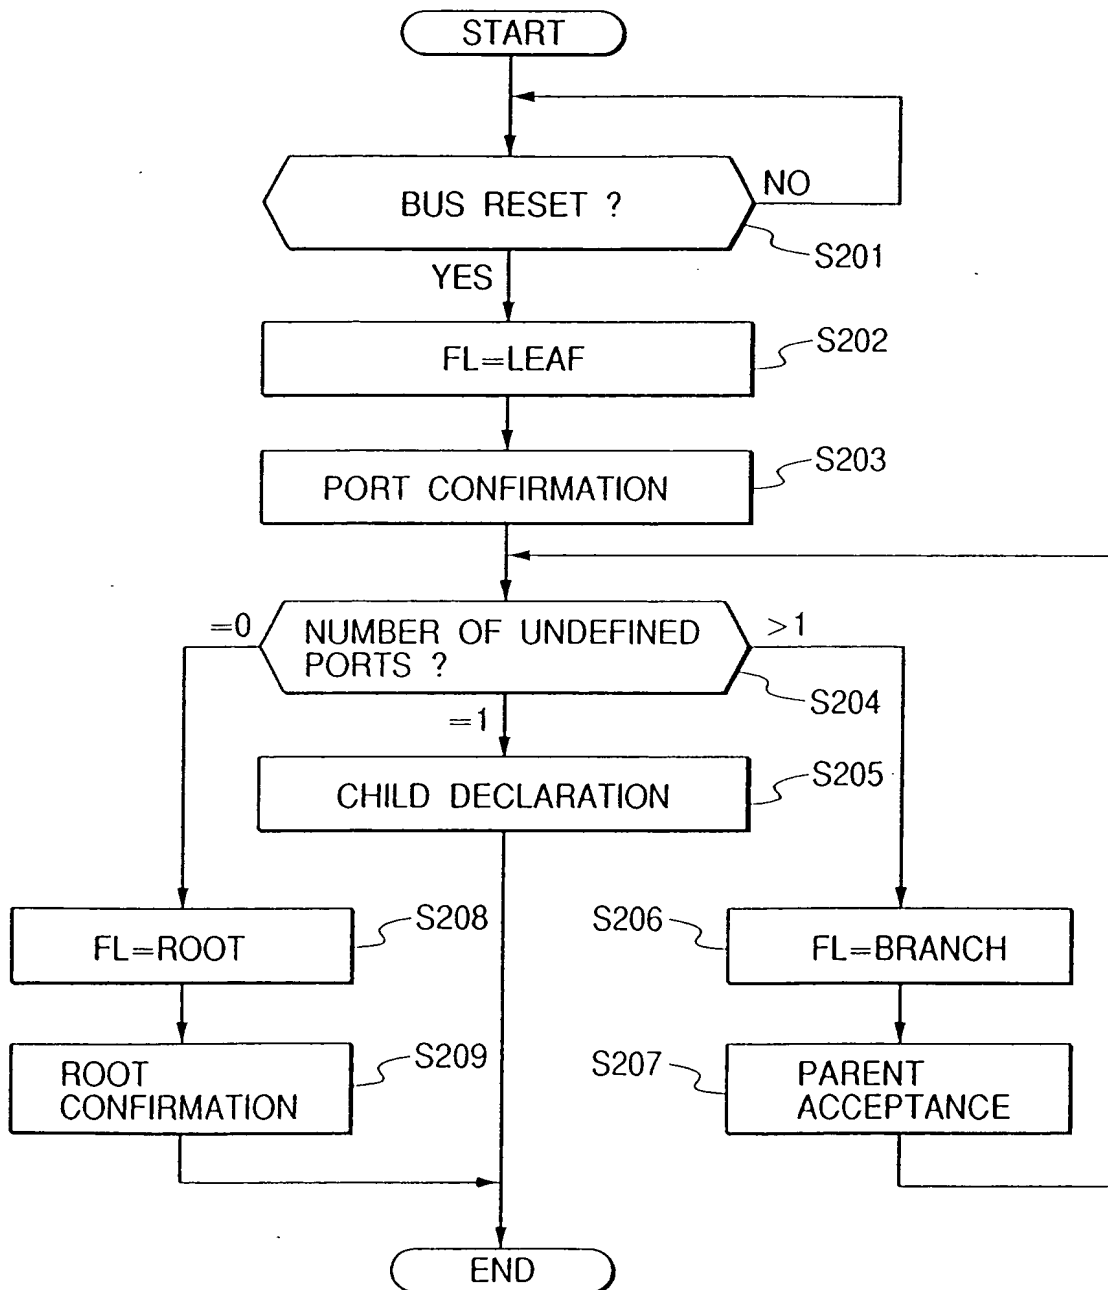 START
BUS RESET ?
NO
S201
YES
FL=LEAF
S202
PORT CONFIRMATION
S203
=0
NUMBER OF UNDEFINED
PORTS ?
>1
S204
=1
CHILD DECLARATION
S205
FL=ROOT
S208
S206
FL=BRANCH
ROOT
CONFIRMATION
S209
S207
PARENT
ACCEPTANCE
END